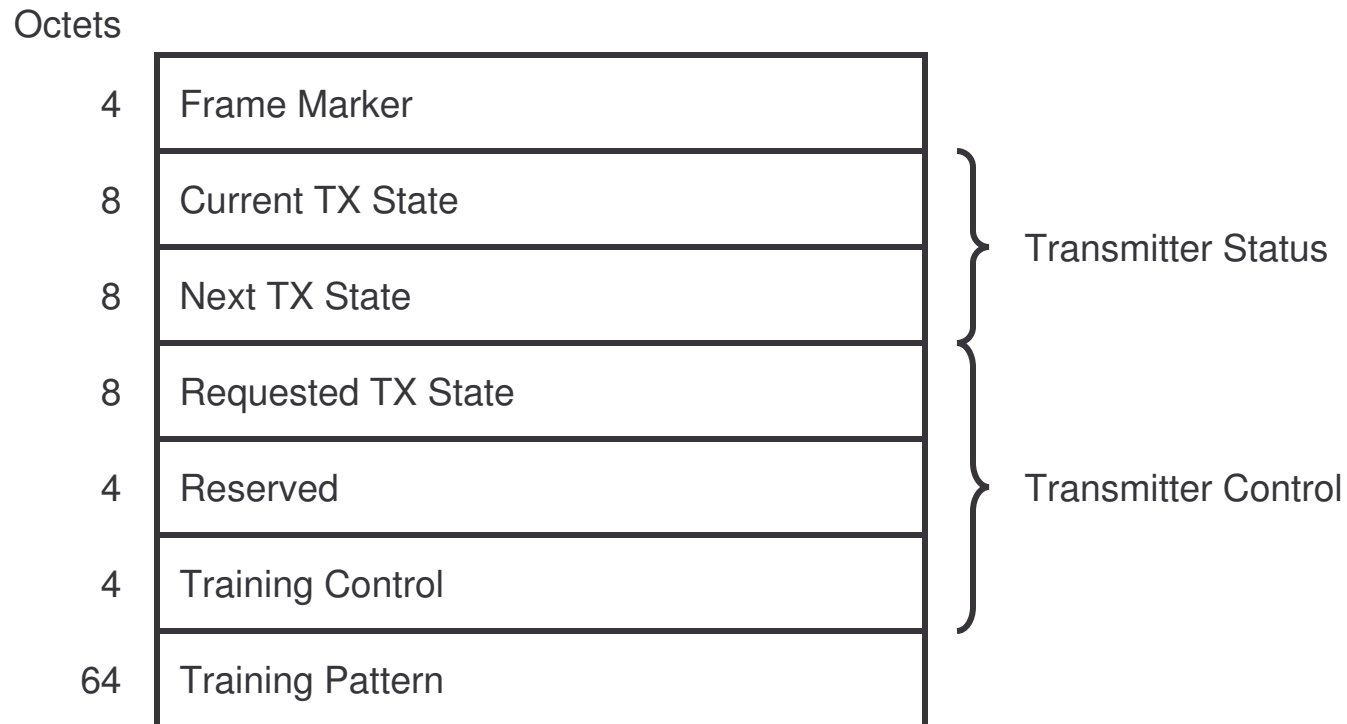 Octets
4 Frame Marker
8 Current TX State
8 Next TX State
Transmitter Status
8 Requested TX State
4 Reserved
Transmitter Control
4 Training Control
64 Training Pattern